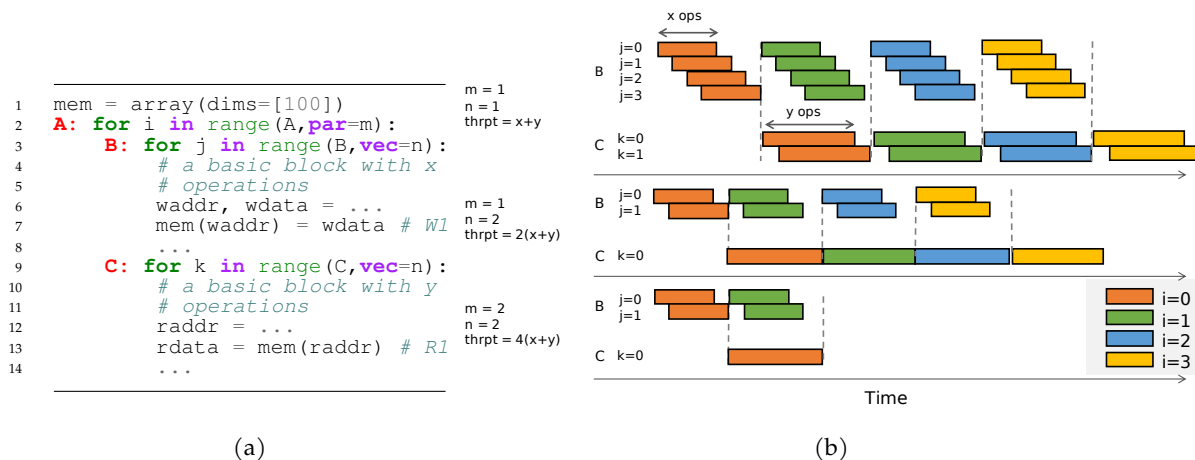 1 mem = array(dims=[100])
2 A: for i in range(A,par=m):
3 B: for j in range(B,vec=n):
4 # a basic block with x
5 # operations
6 waddr, wdata = ...
7 mem(waddr) = wdata # W1
8 ...
9 C: for k in range(C,vec=n):
10 # a basic block with y
11 # operations
12 raddr = ...
13 rdata = mem(raddr) # R1
14 ...
(a)
m = 1
n = 1
thrpt = x+y
m = 1
n = 2
thrpt = 2(x+y)
m = 2
n = 2
thrpt = 4(x+y)
x ops
B
j=0
j=1
j=2
j=3
y ops
C
k=0
k=1
B
j=0
j=1
C k=0
B
j=0
j=1
C k=0
i=0
i=1
i=2
i=3
Time
(b)